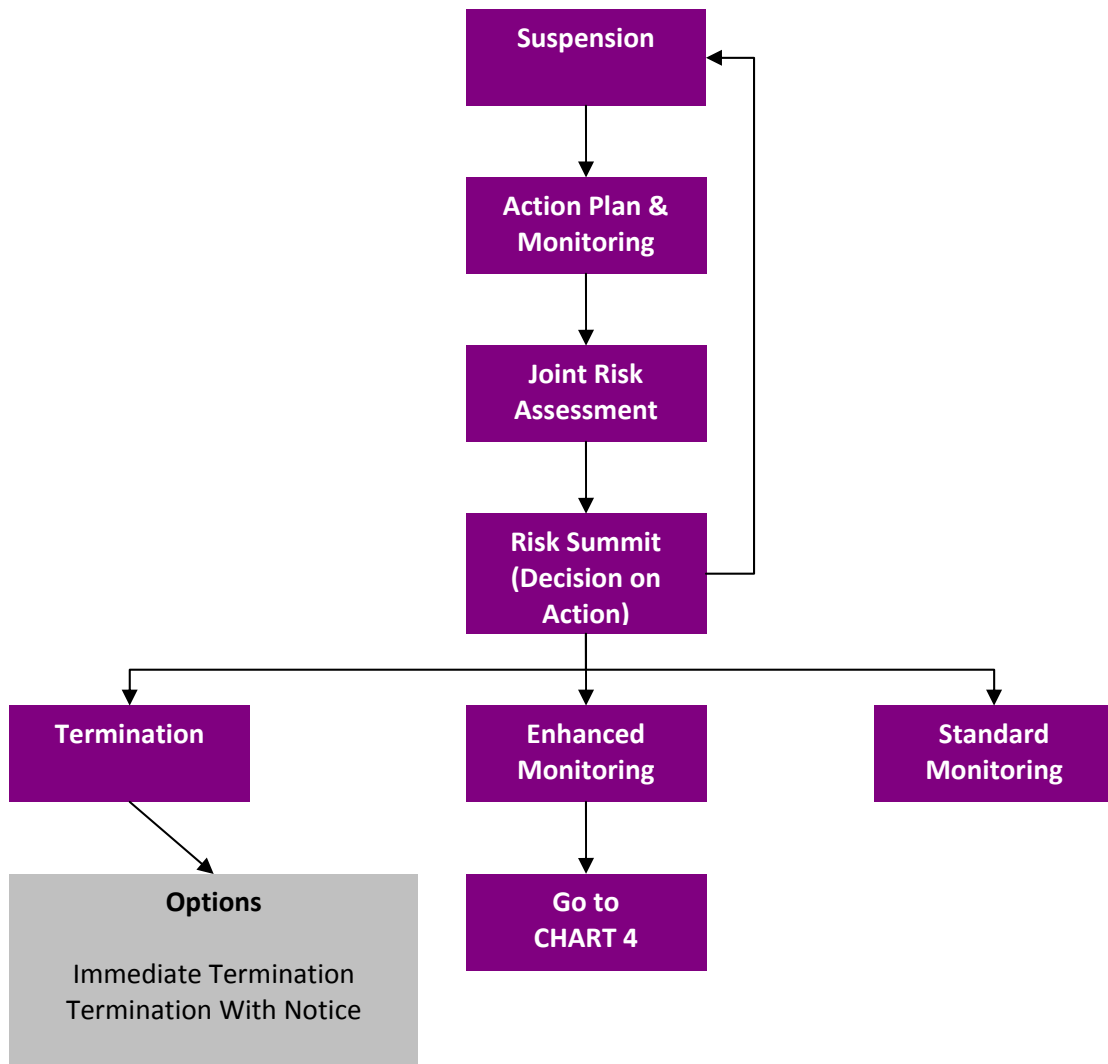 Suspension
Action Plan &
Monitoring
Joint Risk
Assessment
Risk Summit
(Decision on
Action)
Termination
Enhanced
Monitoring
Standard
Monitoring
Options
Immediate Termination
Termination With Notice
Go to
CHART 4